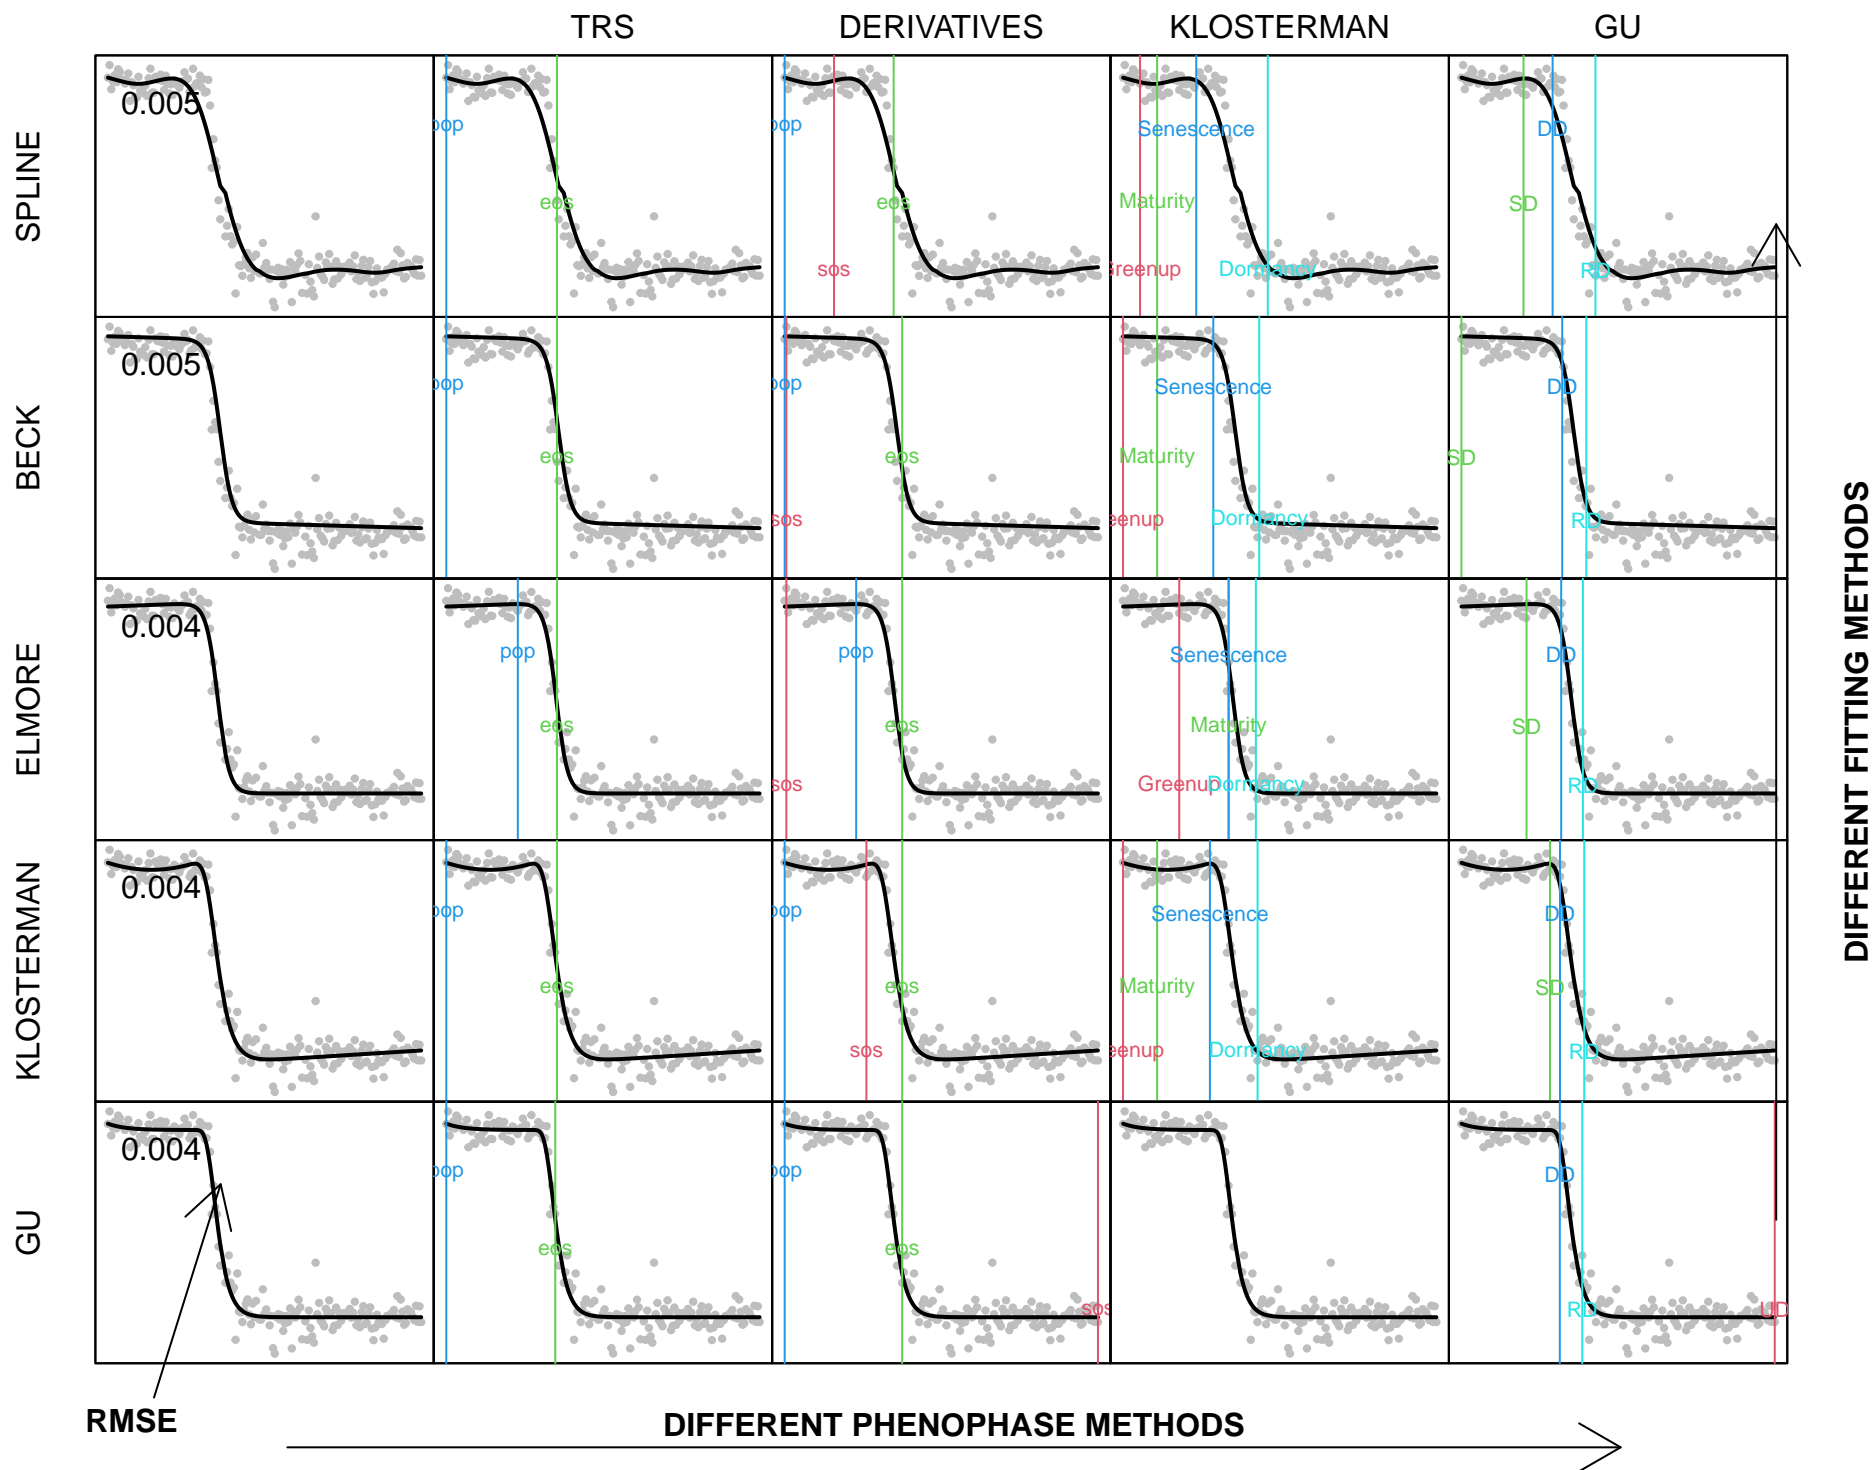 TRS DERIVATIVES KLOSTERMAN GU
SPLINE
0.005
pop
eos
pop
sos
eos
Senescence
Maturity
Greenup
Dormancy
DD
SD
RD
BECK
0.005
pop
eos
pop
sos
eos
Senescence
Maturity
eenup
Dormancy
DD
SD
RD
ELMORE
0.004
pop
eos
pop
sos
eos
Senescence
Maturity
Greenup
Dormancy
DD
SD
RD
KLOSTERMAN
0.004
pop
eos
pop
sos
eos
Senescence
Maturity
eenup
Dormancy
DD
SD
RD
GU
0.004
pop
eos
pop
eos
sos
DD
RD
UD
DIFFERENT FITTING METHODS
RMSE
DIFFERENT PHENOPHASE METHODS